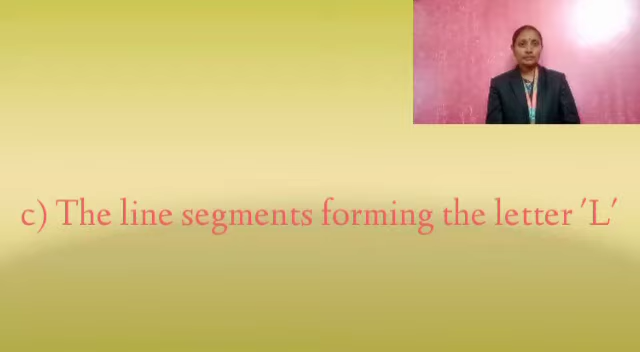 c) The line segments forming the letter 'L'